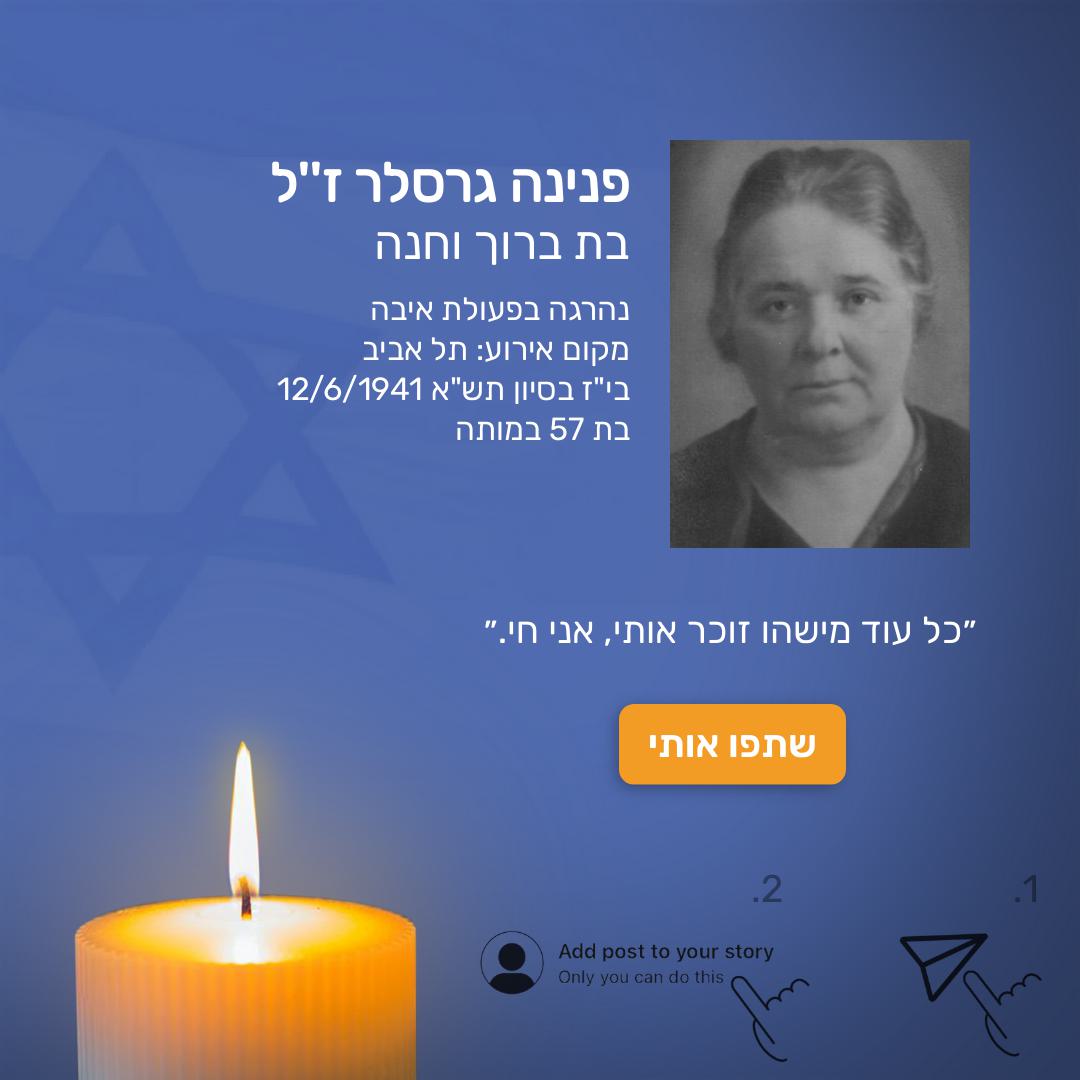 פנינה גרסלר ז"ל
בת ברוך וחנה
נהרגה בפעולת איבה
מקום אירוע: תל אביב
בי"ז בסיון תש"א 12/6/1941
בת 57 במותה
״כל עוד מישהו זוכר אותי, אני חי.״
שתפו אותי
.1
.2
Add post to your story
Only you can do this